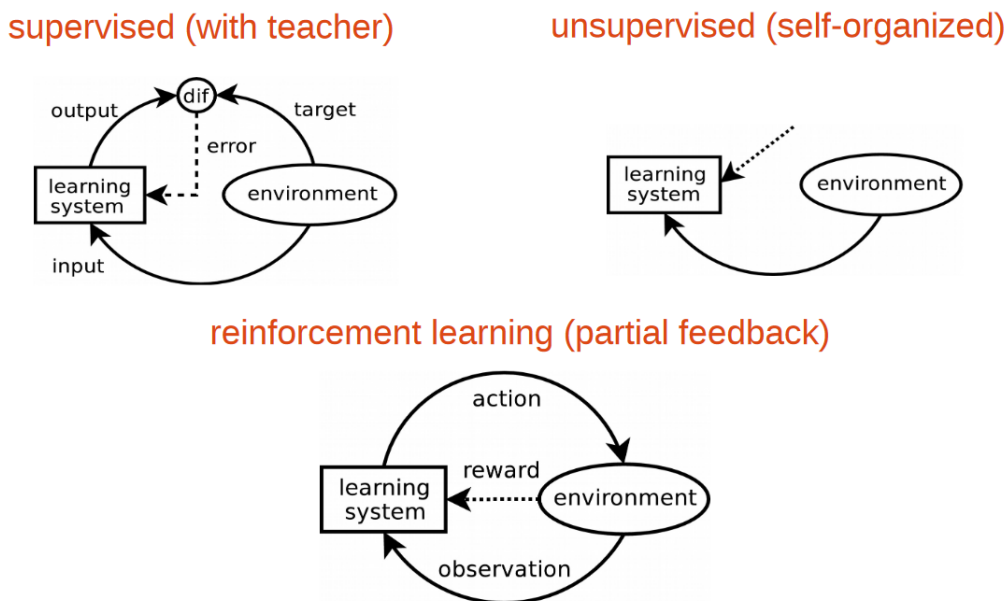 supervised (with teacher)
unsupervised (self-organized)
dif
output
target
error
learning
system
environment
input
learning
system
environment
reinforcement learning (partial feedback)
action
reward
learning
system
environment
observation